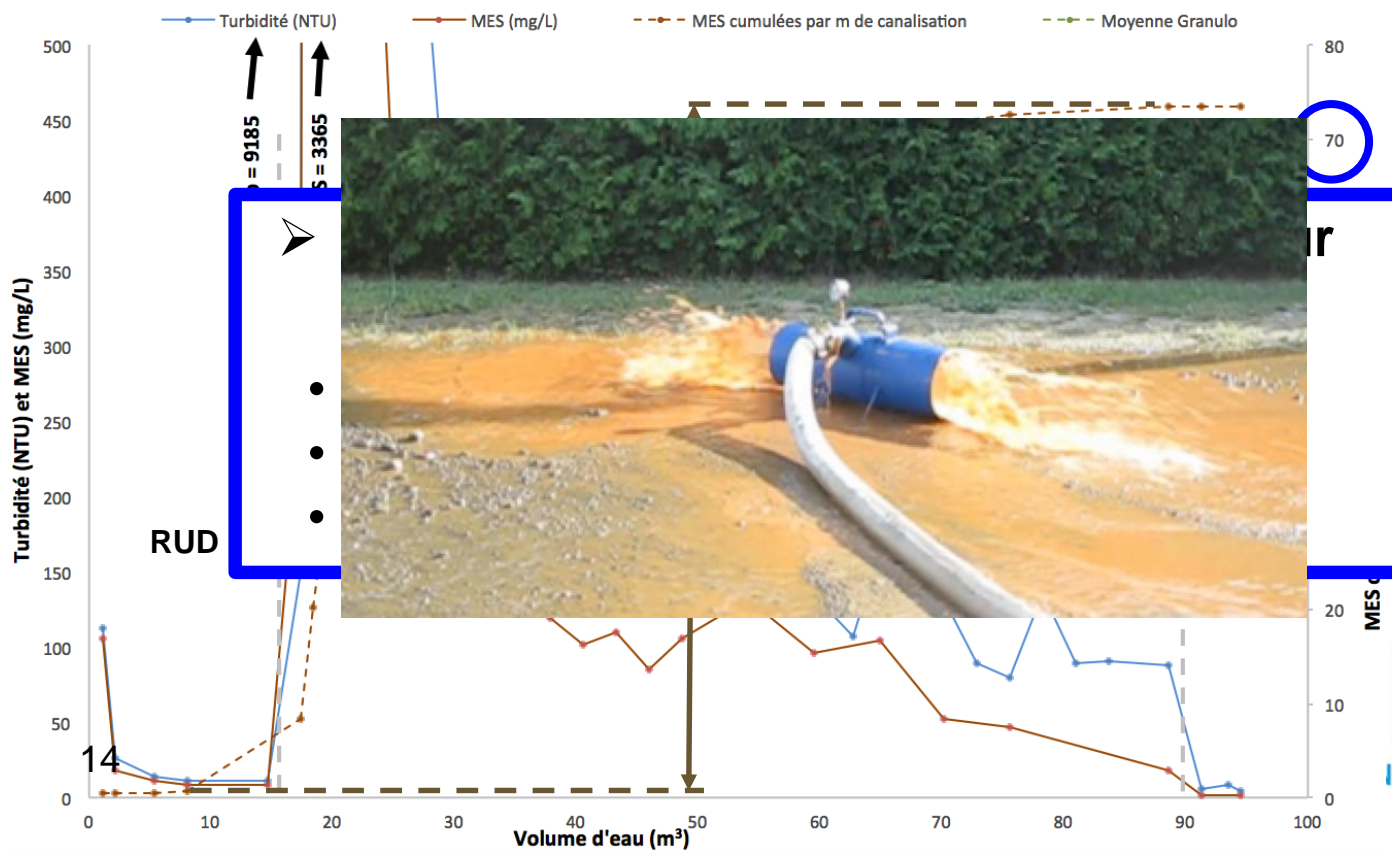 Turbidité (NTU) MES (mg/L) MES cumulées par m de canalisation Moyenne Granulo
500
450
400
350
300
250
200
150
100
50
0
Turbidité (NTU) et MES (mg/L)
= 9185
S = 3365
80
70
20
10
0
ur
RUD
MES
14
0 10 20 30 40 50 60 70 80 90 100
Volume d'eau (m³)